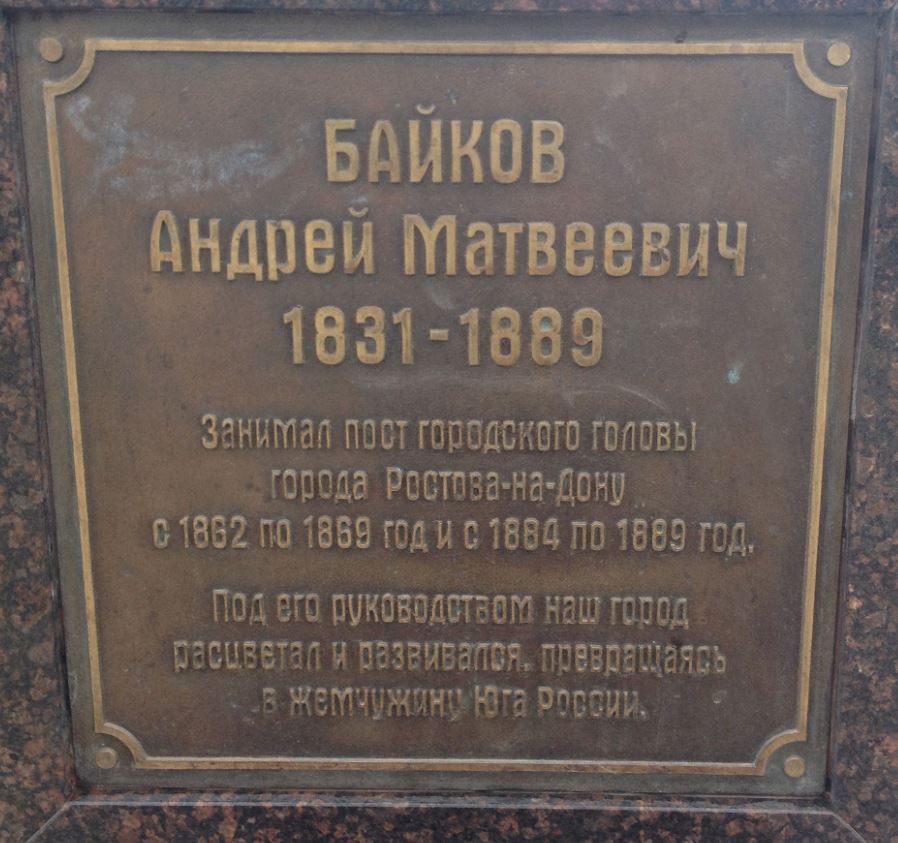 БАЙКОВ
Андрей Матвеевич
1831-1889
Занимал пост городского головы
города Ростова-на-Дону
с 1862 по 1869 год и с 1884 по 1889 год.
Под его руководством наш город
расцветал и развивался, превращаясь
в Жемчужину Юга России.